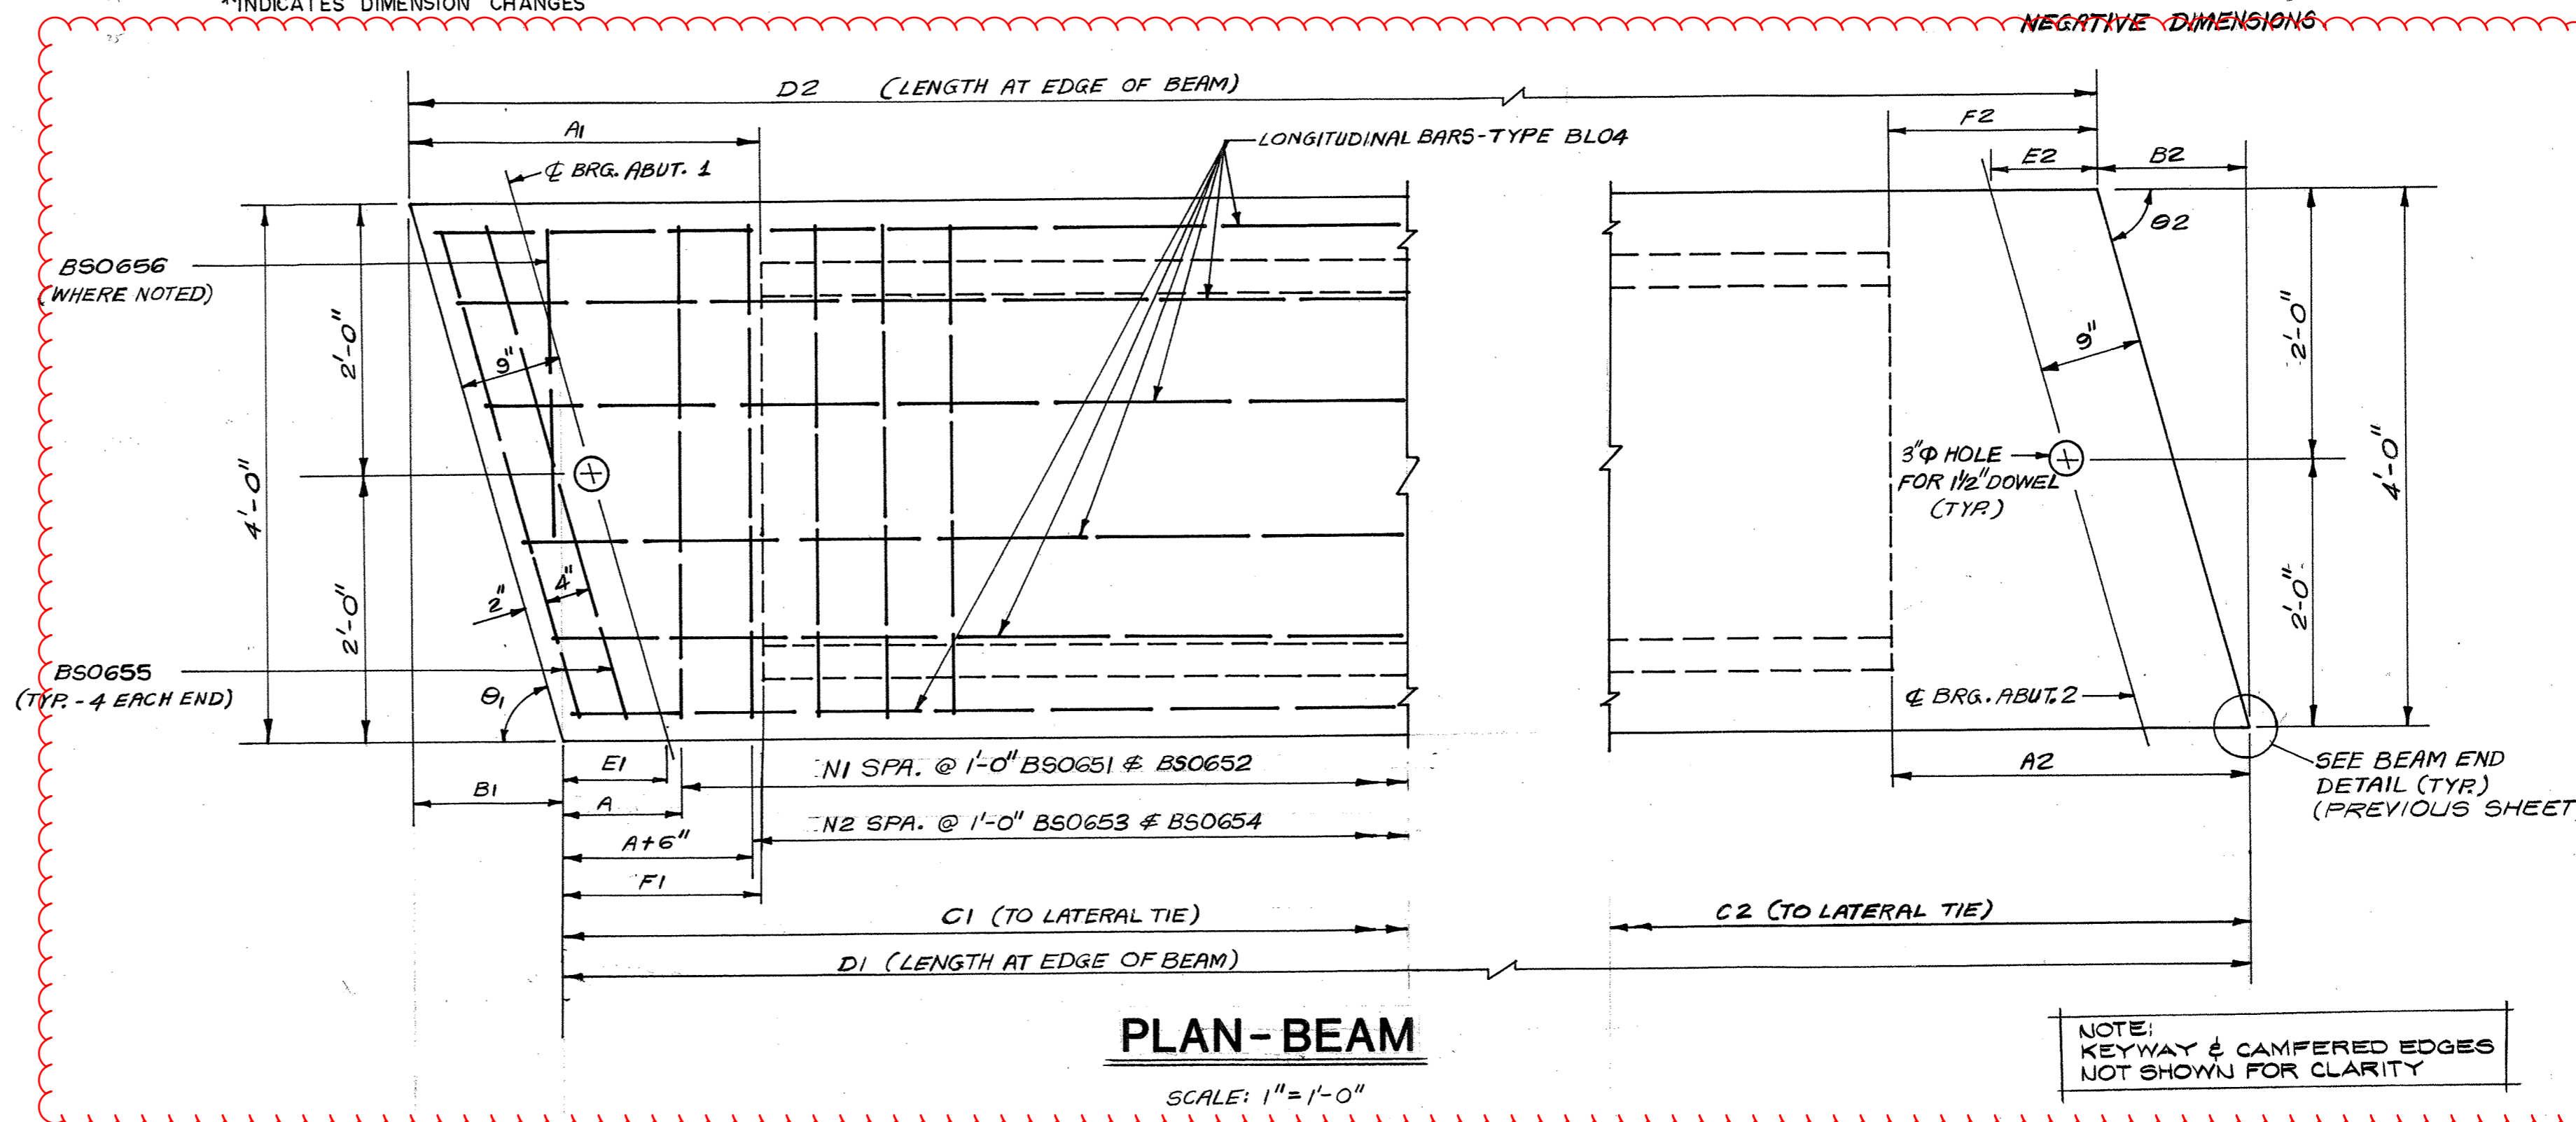 *INDICATES DIMENSION CHANGES
NEGATIVE DIMENSIONS
D2 (LENGTH AT EDGE OF BEAM)
A1
F2
LONGITUDINAL BARS-TYPE BL04
℄ BRG. ABUT. 1
E2
B2
θ2
BS0656
(WHERE NOTED)
2'-0"
9"
2'-0"
9"
4'-0"
3"Φ HOLE
FOR 1½" DOWEL
(TYP.)
4'-0"
4"
2"
2'-0"
2'-0"
BS0655
(TYP. - 4 EACH END)
θ1
℄ BRG. ABUT. 2
E1
N1 SPA. @ 1'-0" BS0651 & BS0652
A2
SEE BEAM END
DETAIL (TYP.)
(PREVIOUS SHEET)
B1
A
N2 SPA. @ 1'-0" BS0653 & BS0654
A+6"
F1
C1 (TO LATERAL TIE)
C2 (TO LATERAL TIE)
D1 (LENGTH AT EDGE OF BEAM)
PLAN-BEAM
SCALE: 1"=1'-0"
NOTE:
KEYWAY & CAMFERED EDGES
NOT SHOWN FOR CLARITY